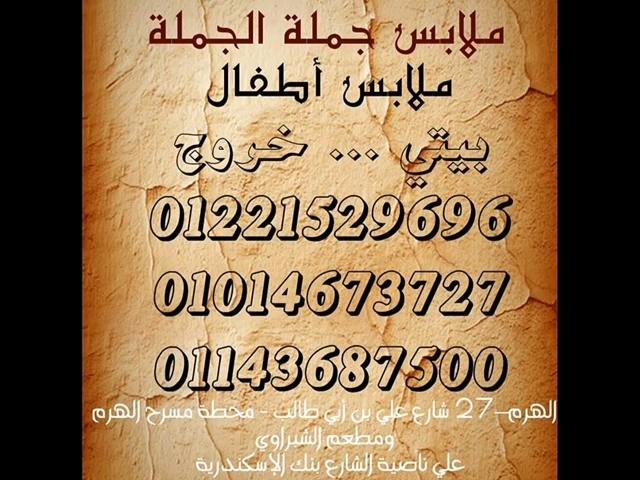 ملابس جملة الجملة
ملابس أطفال
بيتي ... خروج
01221529696
01014673727
01143687500
الهرم-27 شارع علي بن أبي طالب - محطة مسرح الهرم
ومطعم الشبراوي
علي ناصية الشارع بنك الإسكندرية